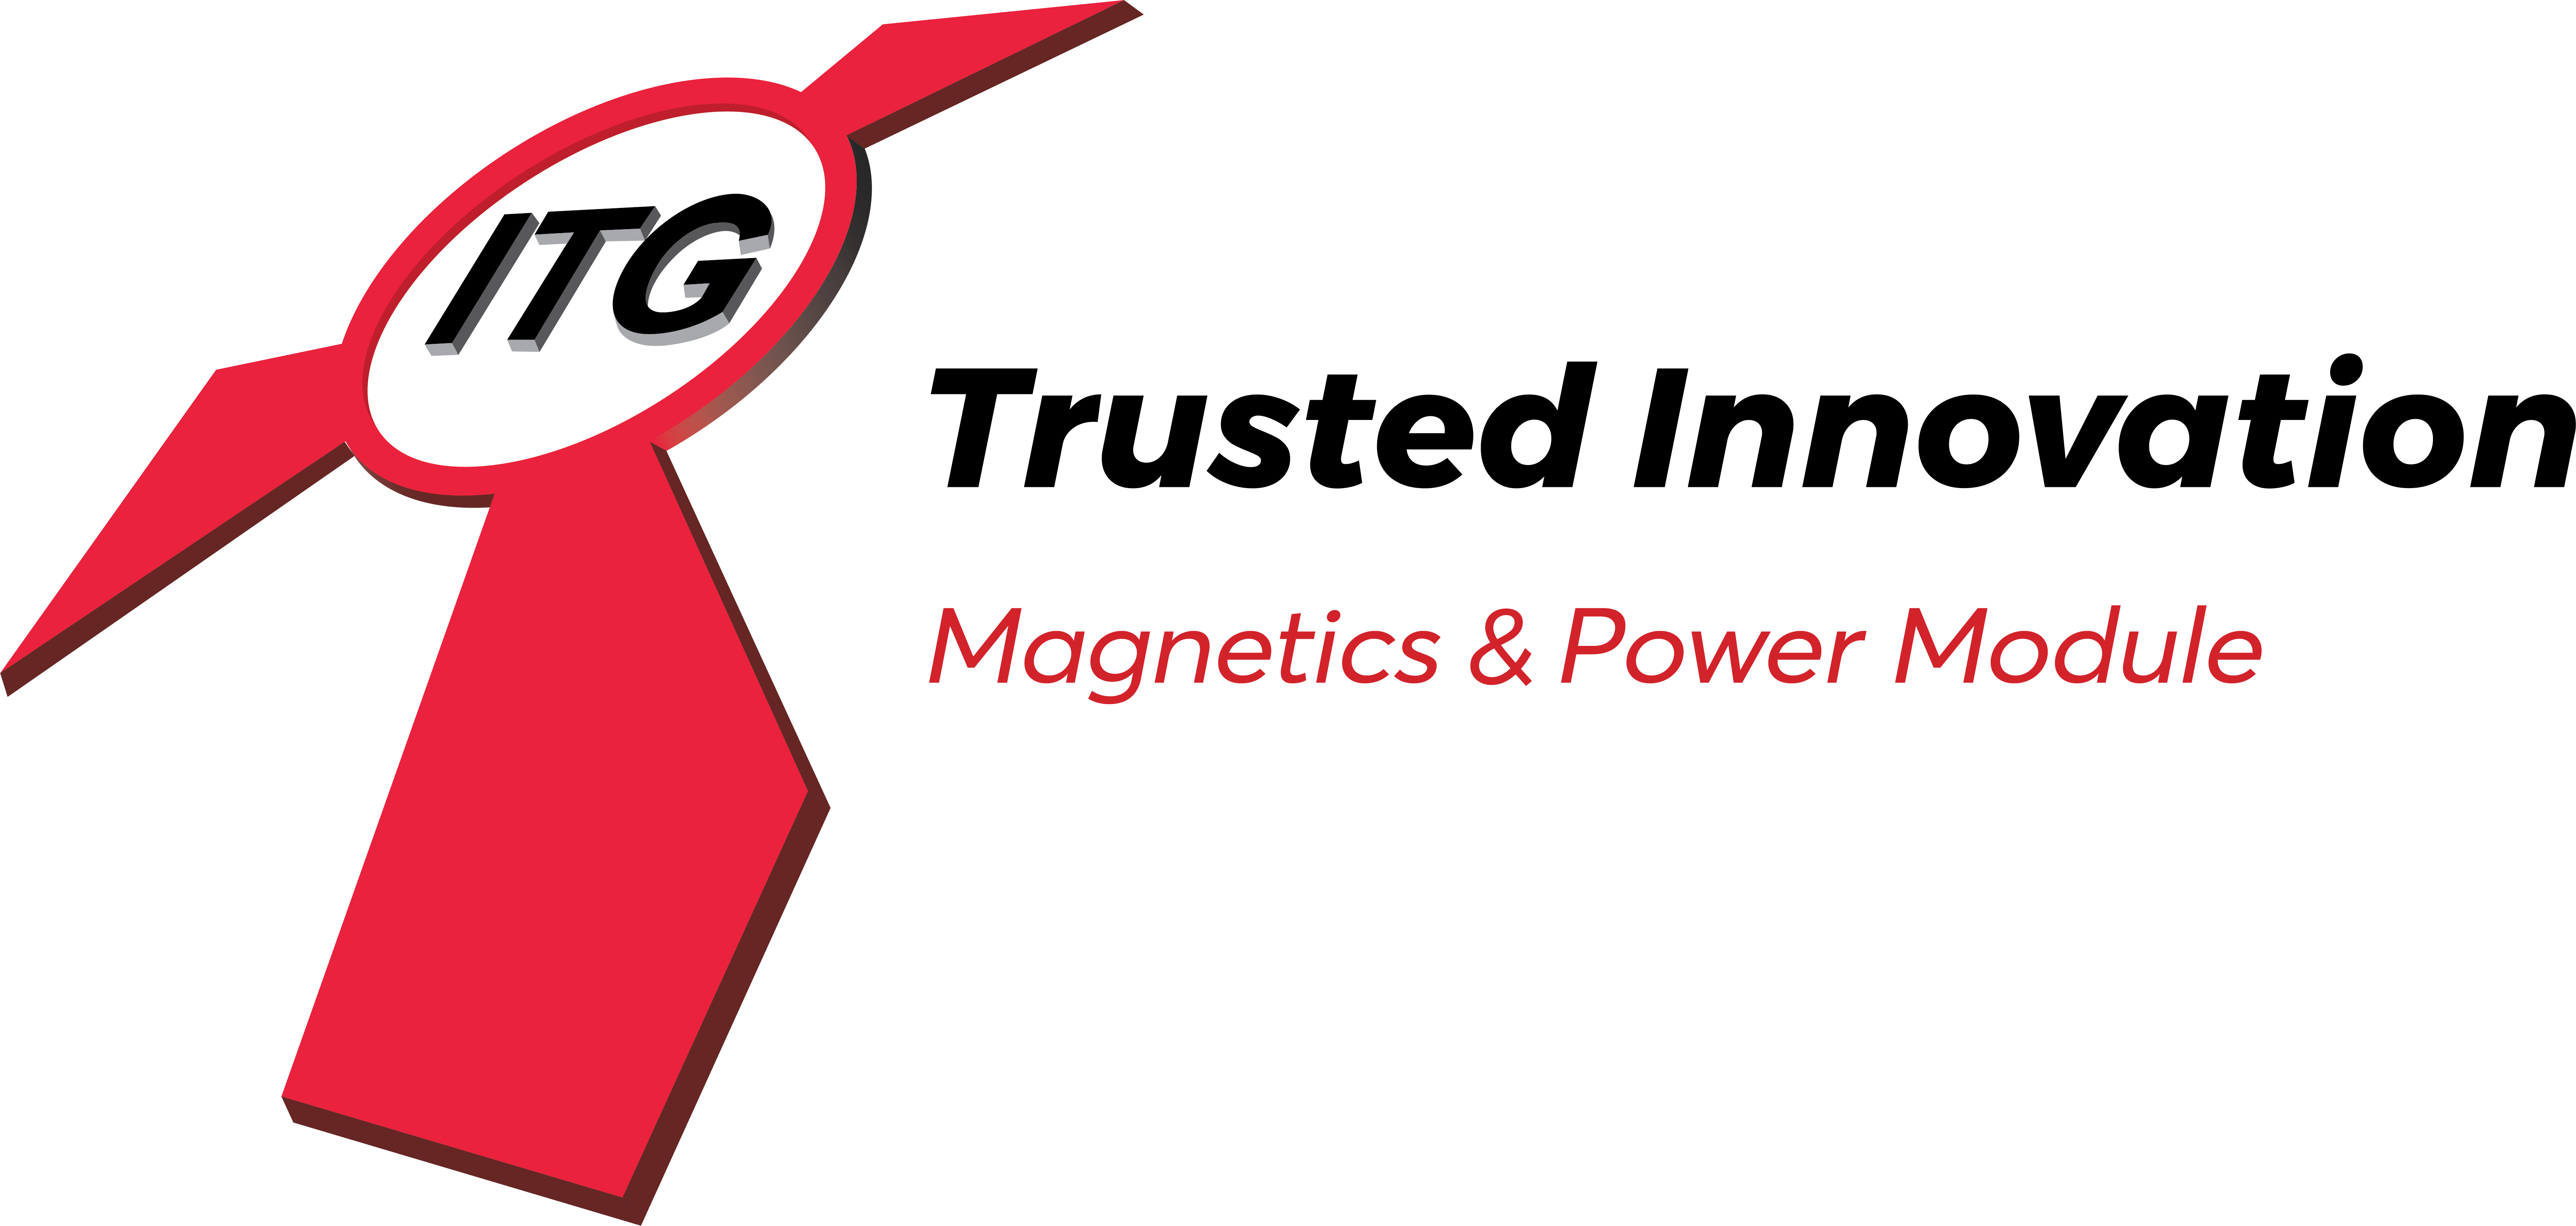 ITG
Trusted Innovation
Magnetics & Power Module